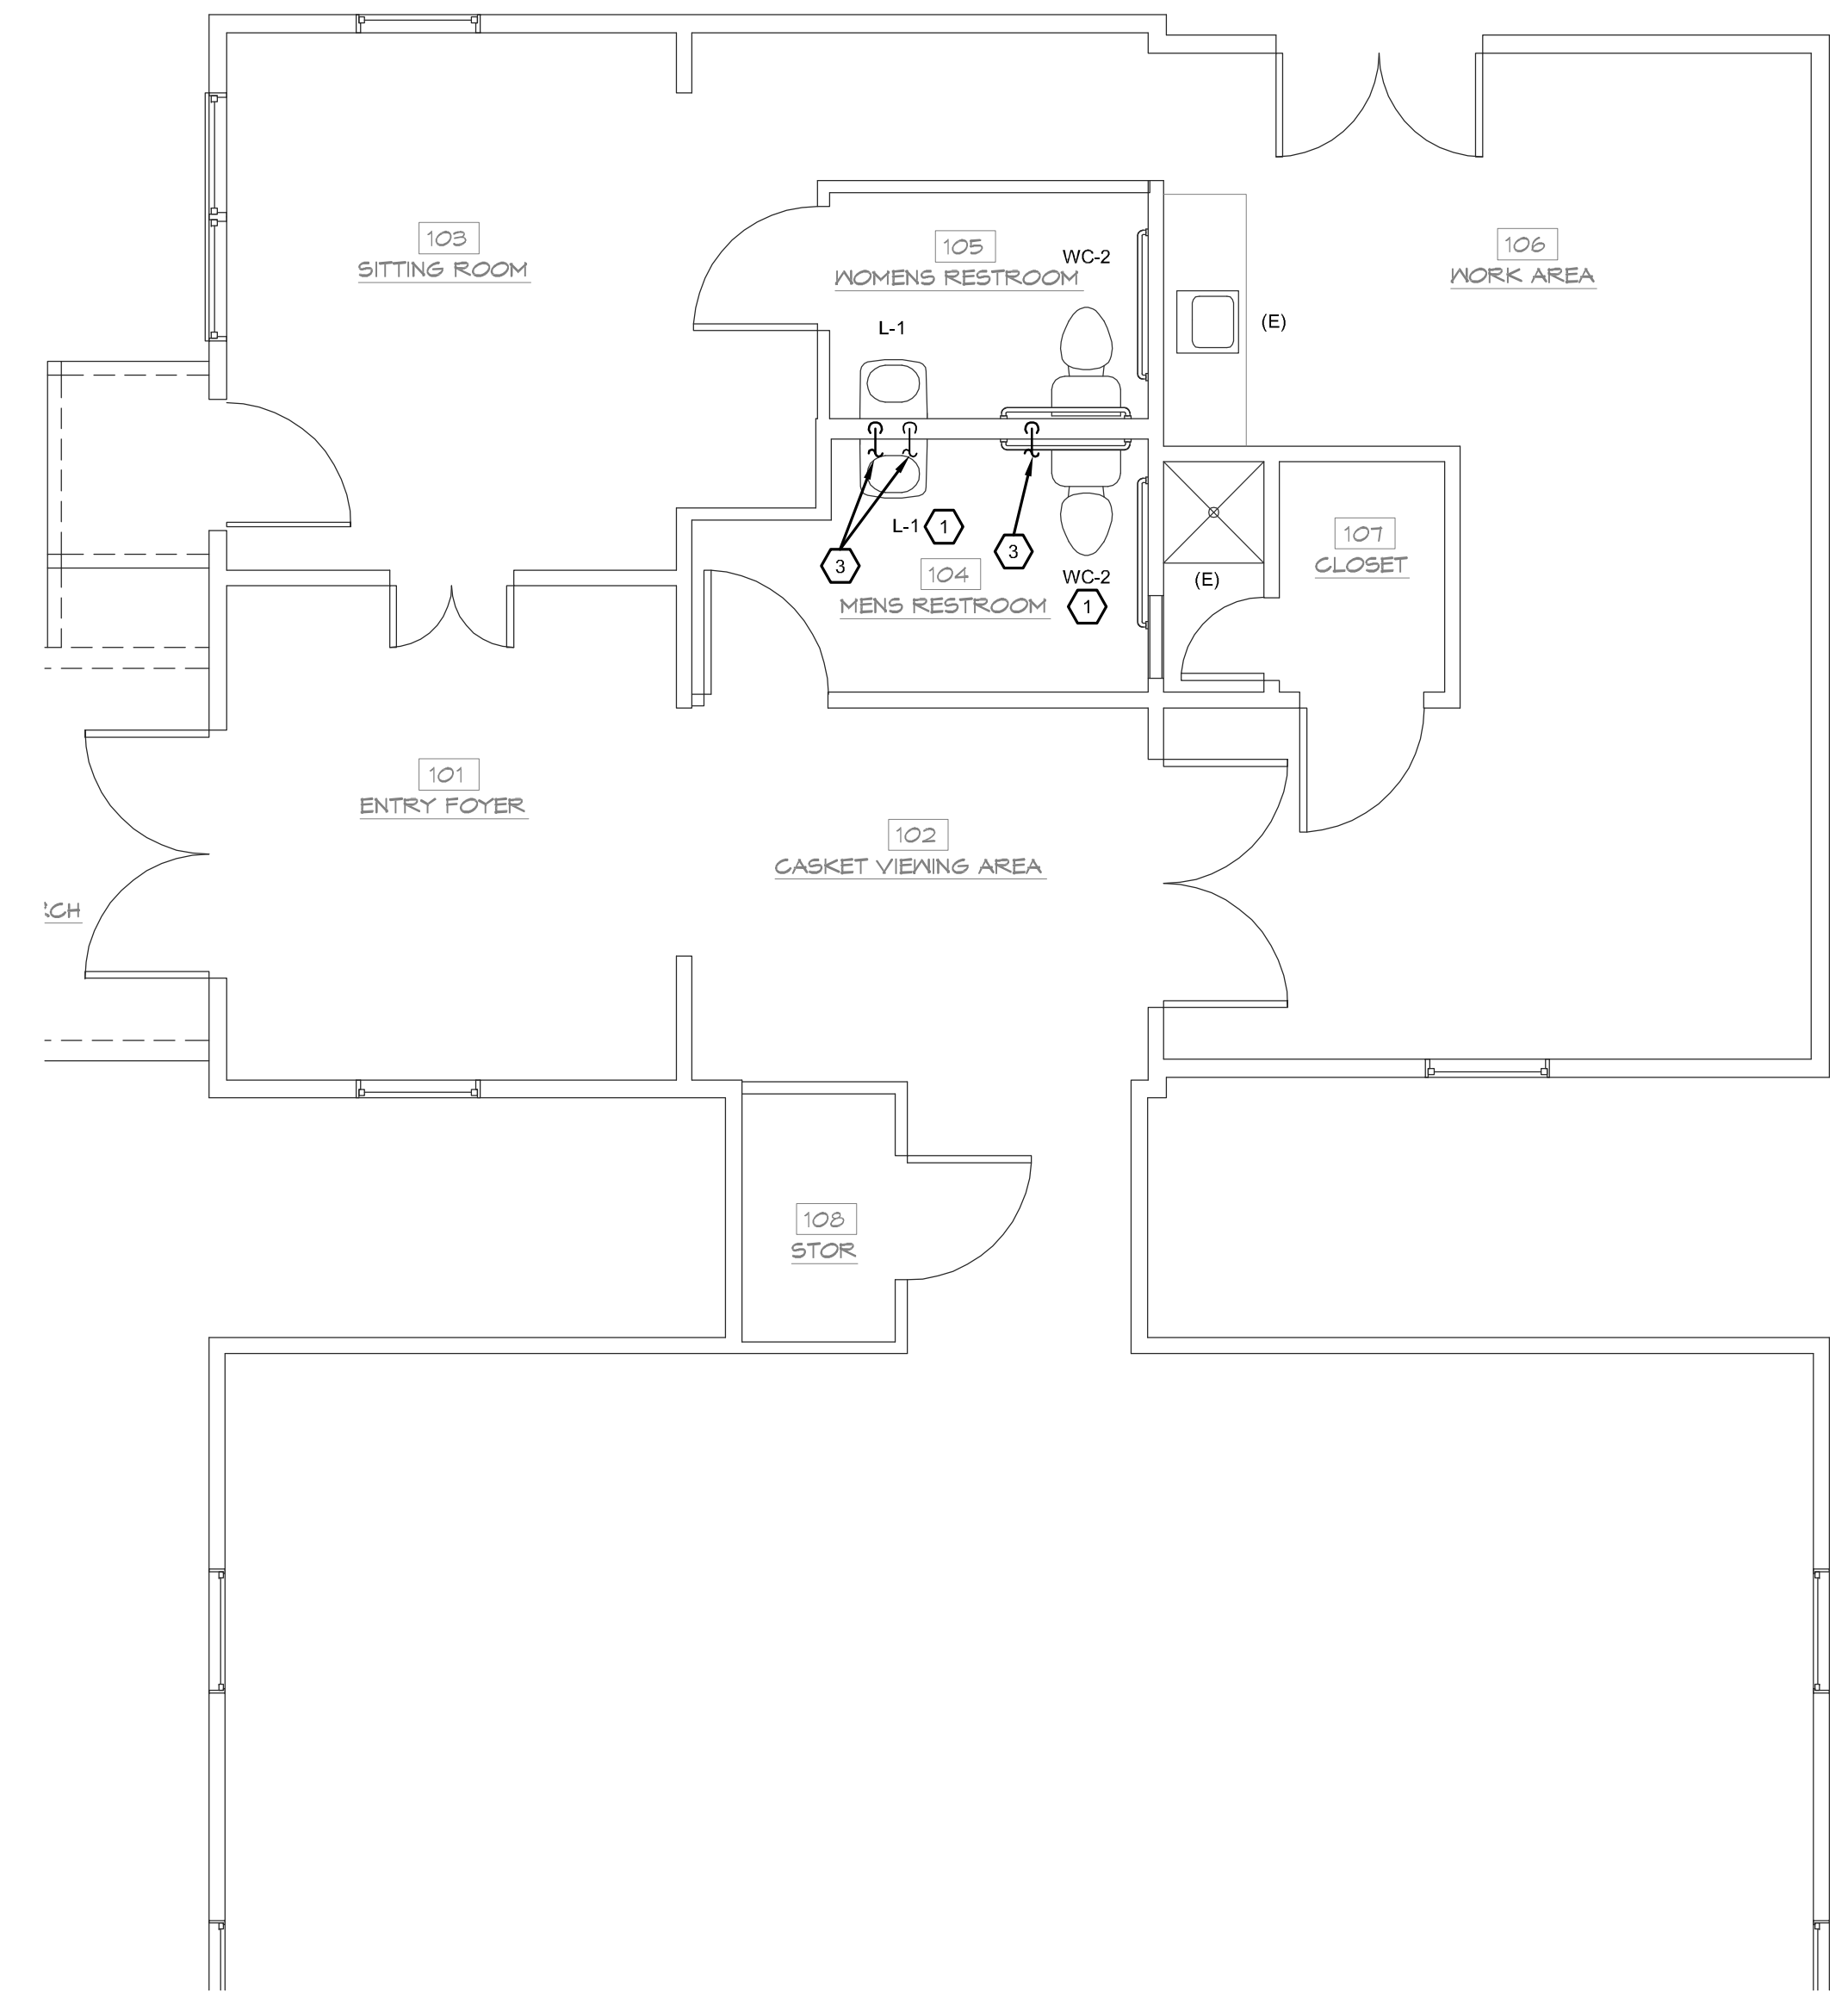 103
SITTING ROOM
105
WOMENS RESTROOM
WC-2
106
WORK AREA
L-1
(E)
L-1 1
3
3
104
MENS RESTROOM
WC-2
1
(E)
107
CLOSET
101
ENTRY FOYER
102
CASKET VIEWING AREA
CH
108
STOR